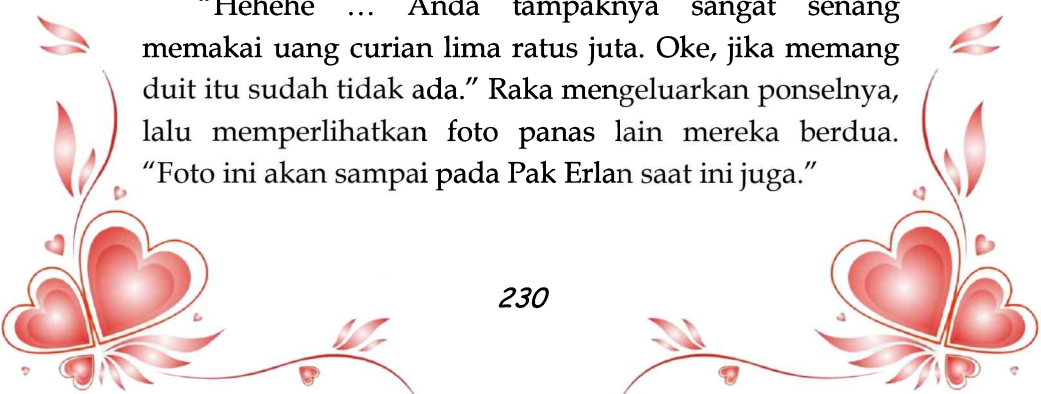 “Hehehe … Anda tampaknya sangat senang
memakai uang curian lima ratus juta. Oke, jika memang
duit itu sudah tidak ada.” Raka mengeluarkan ponselnya,
lalu memperlihatkan foto panas lain mereka berdua.
“Foto ini akan sampai pada Pak Erlan saat ini juga.”
230